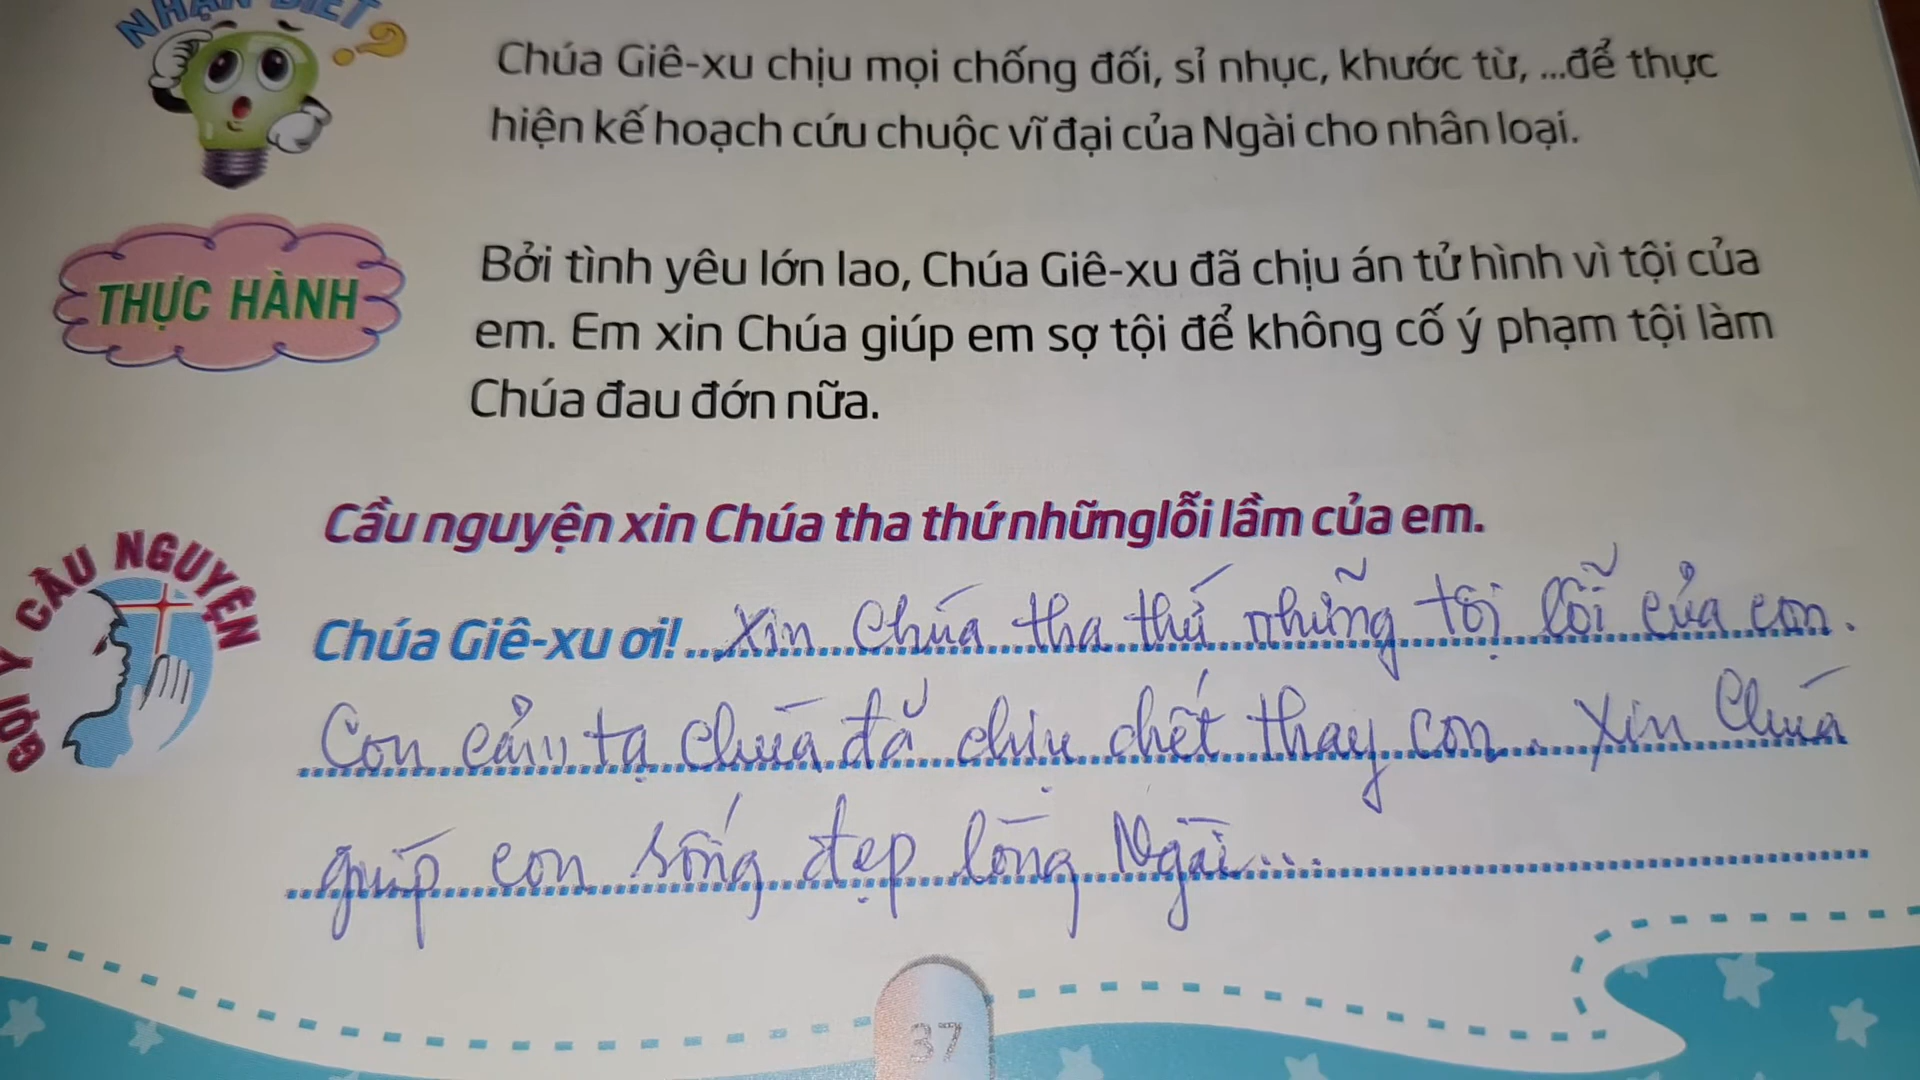 NHẬN BIẾT?
Chúa Giê-xu chịu mọi chống đối, sỉ nhục, khước từ, ...để thực
hiện kế hoạch cứu chuộc vĩ đại của Ngài cho nhân loại.
THỰC HÀNH
Bởi tình yêu lớn lao, Chúa Giê-xu đã chịu án tử hình vì tội của
em. Em xin Chúa giúp em sợ tội để không cố ý phạm tội làm
Chúa đau đớn nữa.
GỢI Ý CẦU NGUYỆN
Cầu nguyện xin Chúa tha thứ những lỗi lầm của em.
Chúa Giê-xu ơi! Xin Chúa tha thứ những tội lỗi của con.
Con cảm tạ Chúa đã chịu chết thay con. Xin Chúa
giúp con sống đẹp lòng Ngài...
37